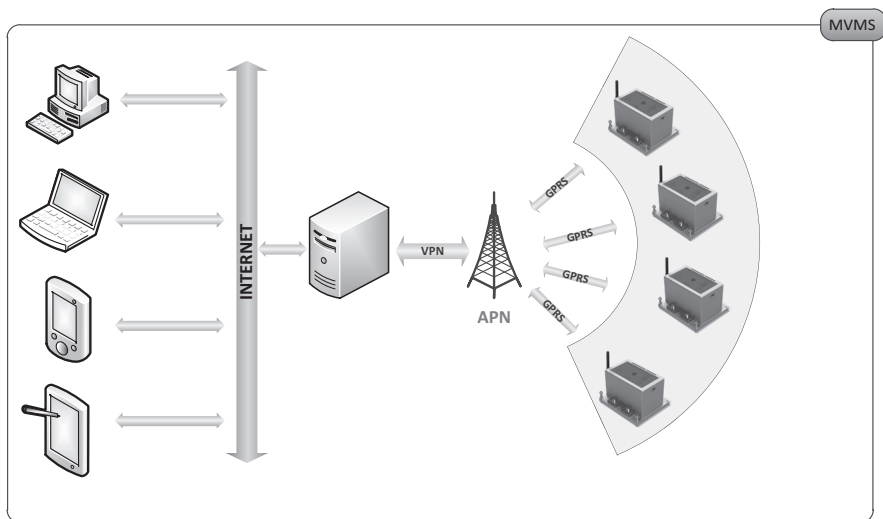 MVMS
INTERNET
VPN
APN
GPRS
GPRS
GPRS
GPRS